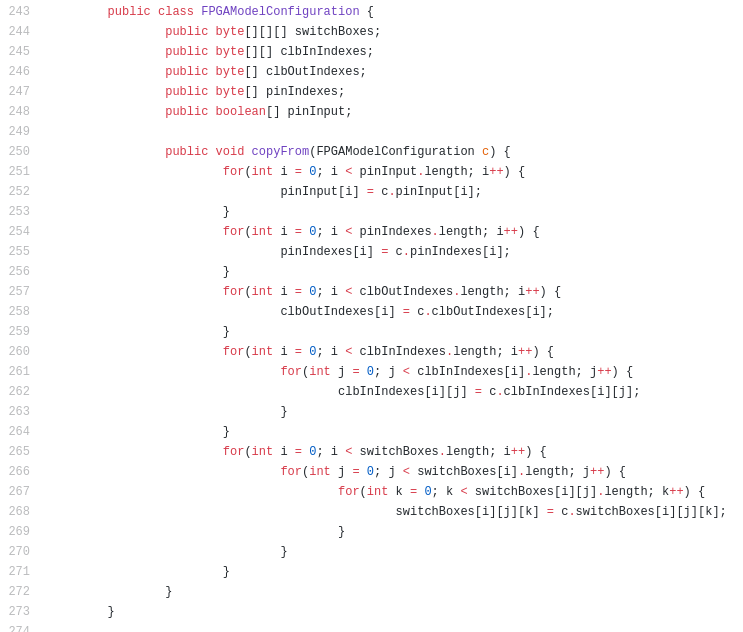 243 public class FPGAModelConfiguration {
244 public byte[][][] switchBoxes;
245 public byte[][] clbInIndexes;
246 public byte[] clbOutIndexes;
247 public byte[] pinIndexes;
248 public boolean[] pinInput;
249
250 public void copyFrom(FPGAModelConfiguration c) {
251 for(int i = 0; i < pinInput.length; i++) {
252 pinInput[i] = c.pinInput[i];
253 }
254 for(int i = 0; i < pinIndexes.length; i++) {
255 pinIndexes[i] = c.pinIndexes[i];
256 }
257 for(int i = 0; i < clbOutIndexes.length; i++) {
258 clbOutIndexes[i] = c.clbOutIndexes[i];
259 }
260 for(int i = 0; i < clbInIndexes.length; i++) {
261 for(int j = 0; j < clbInIndexes[i].length; j++) {
262 clbInIndexes[i][j] = c.clbInIndexes[i][j];
263 }
264 }
265 for(int i = 0; i < switchBoxes.length; i++) {
266 for(int j = 0; j < switchBoxes[i].length; j++) {
267 for(int k = 0; k < switchBoxes[i][j].length; k++) {
268 switchBoxes[i][j][k] = c.switchBoxes[i][j][k];
269 }
270 }
271 }
272 }
273 }
274